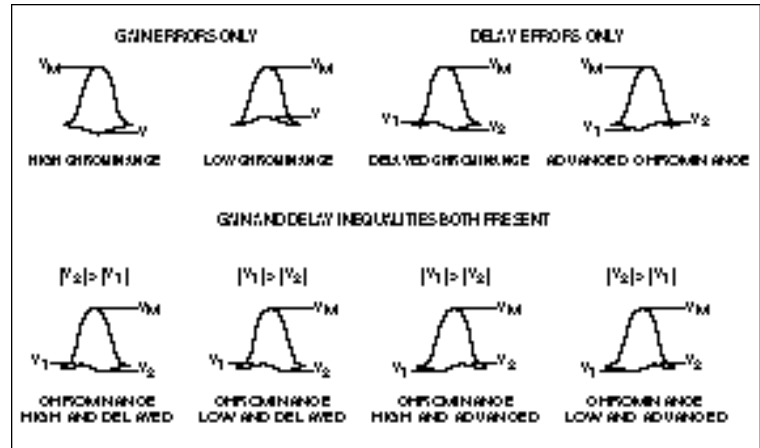 GAIN ERRORS ONLY
DELAY ERRORS ONLY
VM
VM
VM
VM
V
V
V1
V2
V1
V2
HIGH CHROMINANCE
LOW CHROMINANCE
DELAYED CHROMINANCE
ADVANCED CHROMINANCE
GAIN AND DELAY INEQUALITIES BOTH PRESENT
|V2|>|V1|
|V1|>|V2|
|V1|>|V2|
|V2|>|V1|
VM
VM
VM
VM
V1
V2
V1
V2
V1
V2
V1
V2
CHROMINANCE
HIGH AND DELAYED
CHROMINANCE
LOW AND DELAYED
CHROMINANCE
HIGH AND ADVANCED
CHROMINANCE
LOW AND ADVANCED